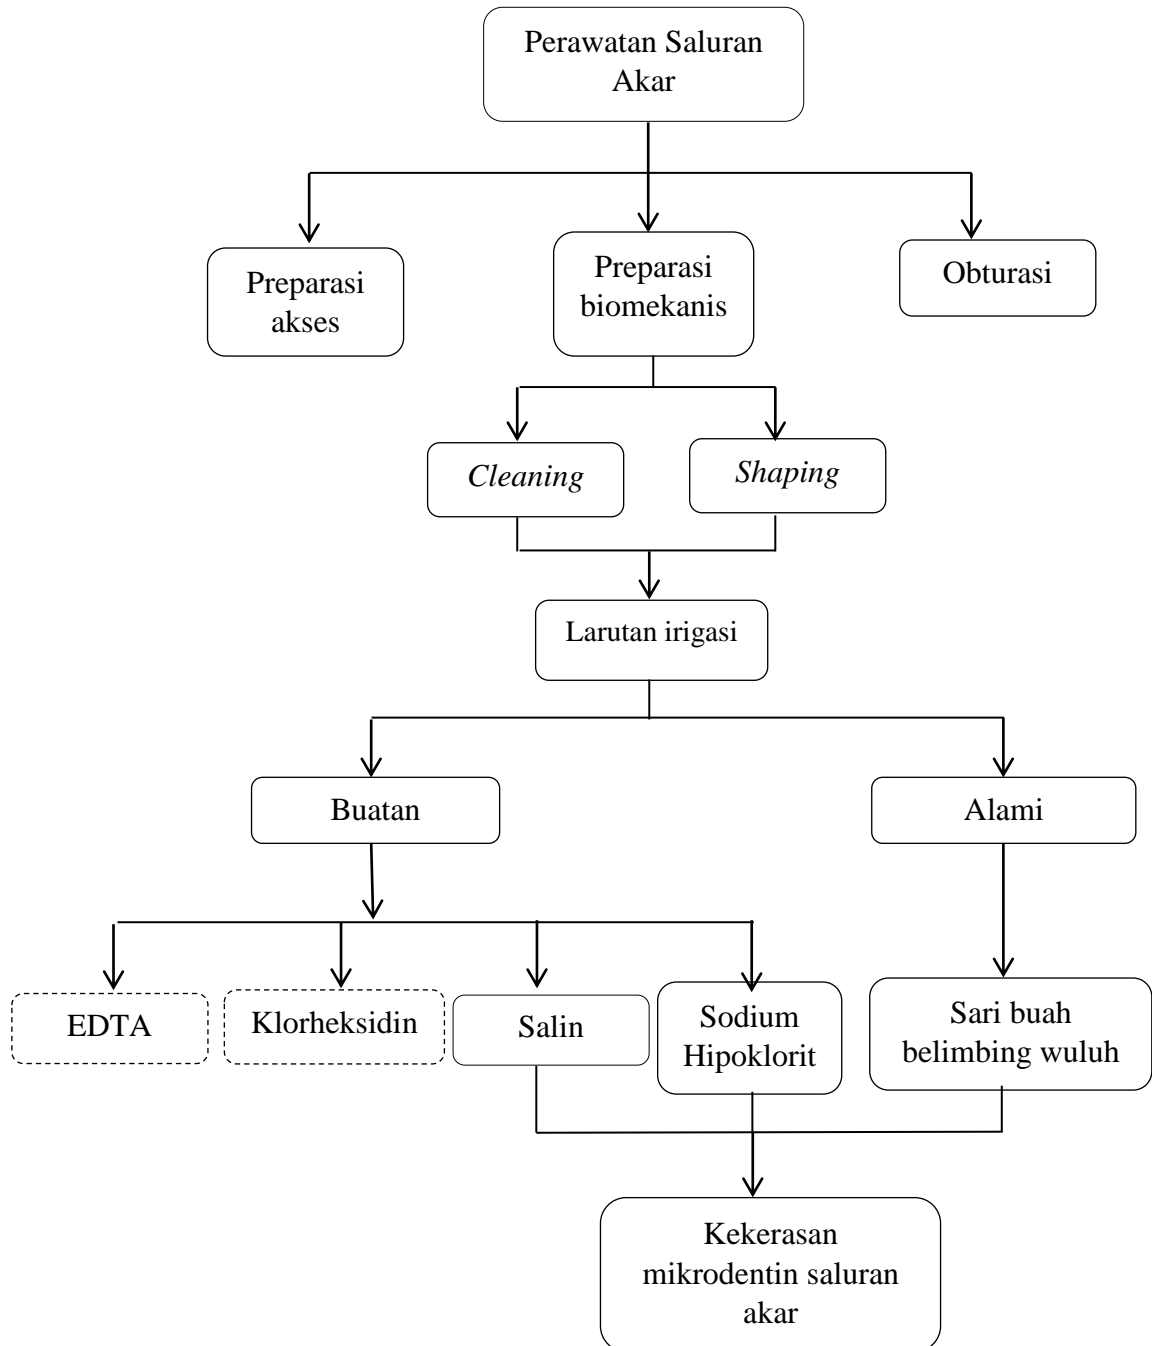 Perawatan Saluran
Akar
Preparasi
akses
Preparasi
biomekanis
Obturasi
Cleaning
Shaping
Larutan irigasi
Buatan
Alami
EDTA
Klorheksidin
Salin
Sodium
Hipoklorit
Sari buah
belimbing wuluh
Kekerasan
mikrodentin saluran
akar